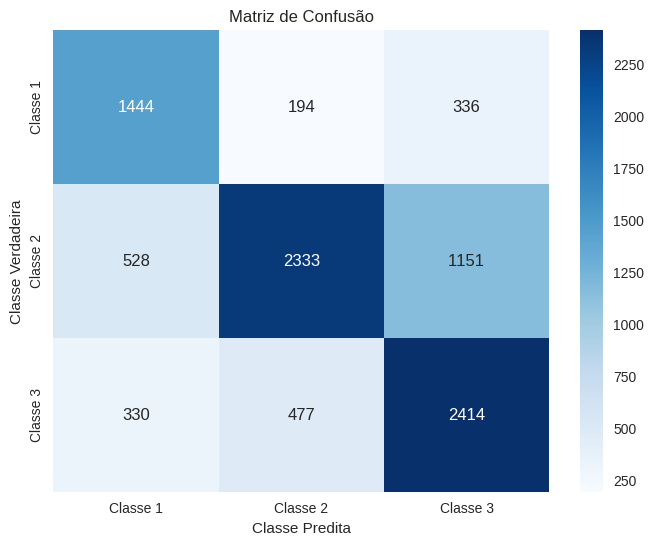 Matriz de Confusão
Classe Verdadeira
Classe 1
1444 194 336
Classe 2
528 2333 1151
Classe 3
330 477 2414
Classe 1 Classe 2 Classe 3
Classe Predita
2250
2000
1750
1500
1250
1000
750
500
250